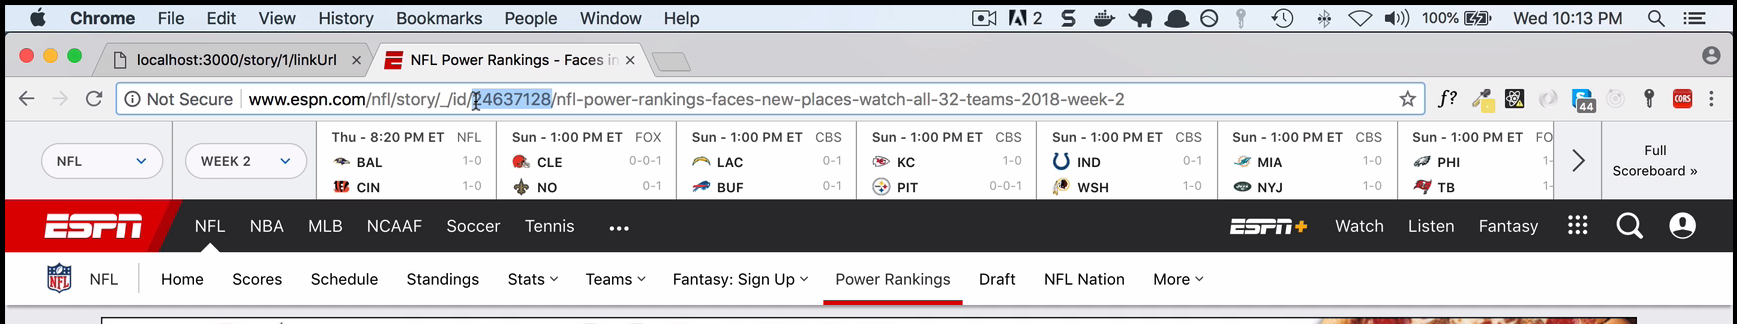 Chrome File Edit View History Bookmarks People Window Help 2 100% Wed 10:13 PM
localhost:3000/story/1/linkUrl × NFL Power Rankings - Faces in ×
Not Secure www.espn.com/nfl/story/_/id/24637128/nfl-power-rankings-faces-new-places-watch-all-32-teams-2018-week-2 f? 44 CORS
NFL WEEK 2
Thu - 8:20 PM ET NFL
BAL 1-0
CIN 1-0
Sun - 1:00 PM ET FOX
CLE 0-0-1
NO 0-1
Sun - 1:00 PM ET CBS
LAC 0-1
BUF 0-1
Sun - 1:00 PM ET CBS
KC 1-0
PIT 0-0-1
Sun - 1:00 PM ET CBS
IND 0-1
WSH 1-0
Sun - 1:00 PM ET CBS
MIA 1-0
NYJ 1-0
Sun - 1:00 PM ET FO
PHI 1-
TB 1-
Full
Scoreboard »
ESPN NFL NBA MLB NCAAF Soccer Tennis ••• ESPN+ Watch Listen Fantasy
NFL NFL Home Scores Schedule Standings Stats Teams Fantasy: Sign Up Power Rankings Draft NFL Nation More